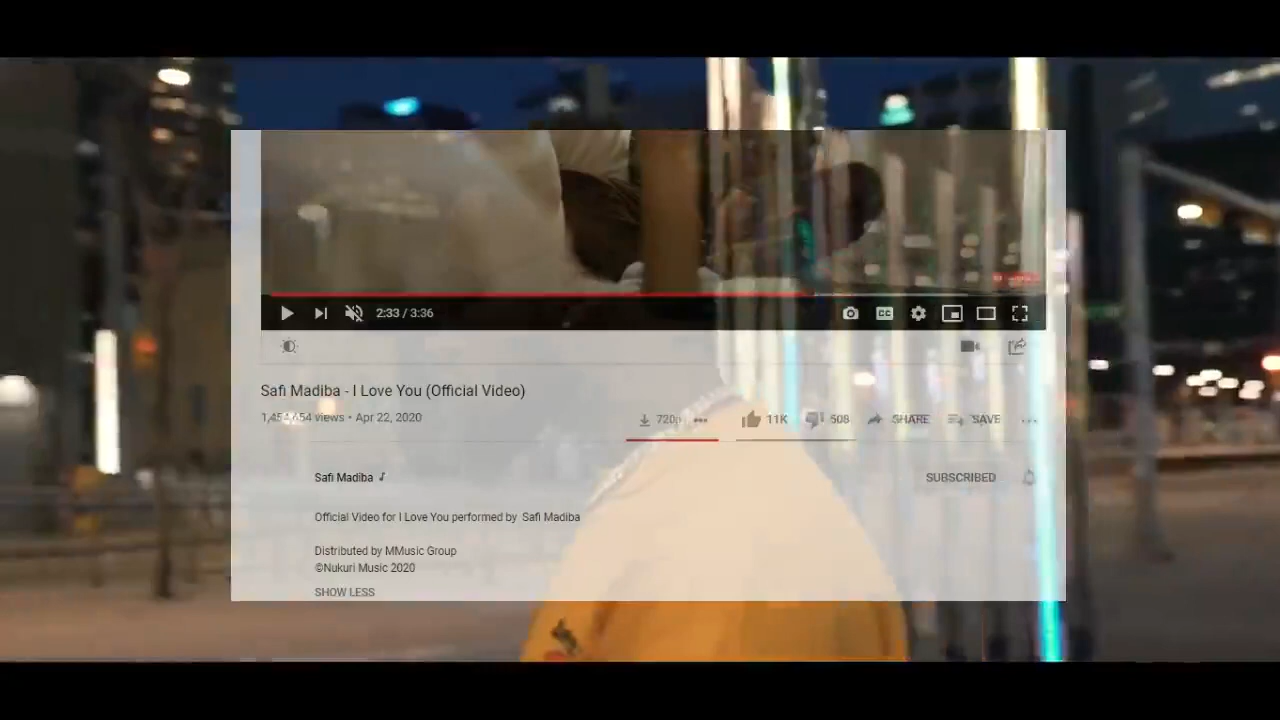 2:33 / 3:36
CC
Safi Madiba - I Love You (Official Video)
views • Apr 22, 2020
720p
11K
508
SHARE
SAVE
Safi Madiba
SUBSCRIBED
Official Video for I Love You performed by Safi Madiba
Distributed by MMusic Group
©Nukuri Music 2020
SHOW LESS